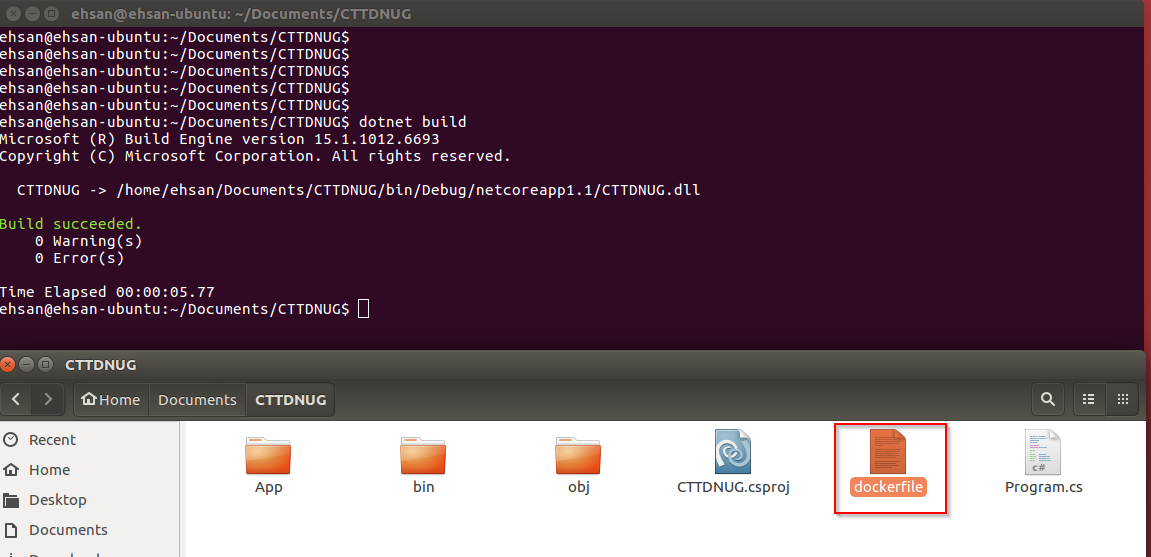 ehsan@ehsan-ubuntu: ~/Documents/CTTDNUG
ehsan@ehsan-ubuntu:~/Documents/CTTDNUG$
ehsan@ehsan-ubuntu:~/Documents/CTTDNUG$
ehsan@ehsan-ubuntu:~/Documents/CTTDNUG$
ehsan@ehsan-ubuntu:~/Documents/CTTDNUG$
ehsan@ehsan-ubuntu:~/Documents/CTTDNUG$
ehsan@ehsan-ubuntu:~/Documents/CTTDNUG$ dotnet build
Microsoft (R) Build Engine version 15.1.1012.6693
Copyright (C) Microsoft Corporation. All rights reserved.
CTTDNUG -> /home/ehsan/Documents/CTTDNUG/bin/Debug/netcoreapp1.1/CTTDNUG.dll
Build succeeded.
0 Warning(s)
0 Error(s)
Time Elapsed 00:00:05.77
ehsan@ehsan-ubuntu:~/Documents/CTTDNUG$
CTTDNUG
Home Documents CTTDNUG
Recent
Home
Desktop
Documents
App bin obj CTTDNUG.csproj dockerfile Program.cs
c#